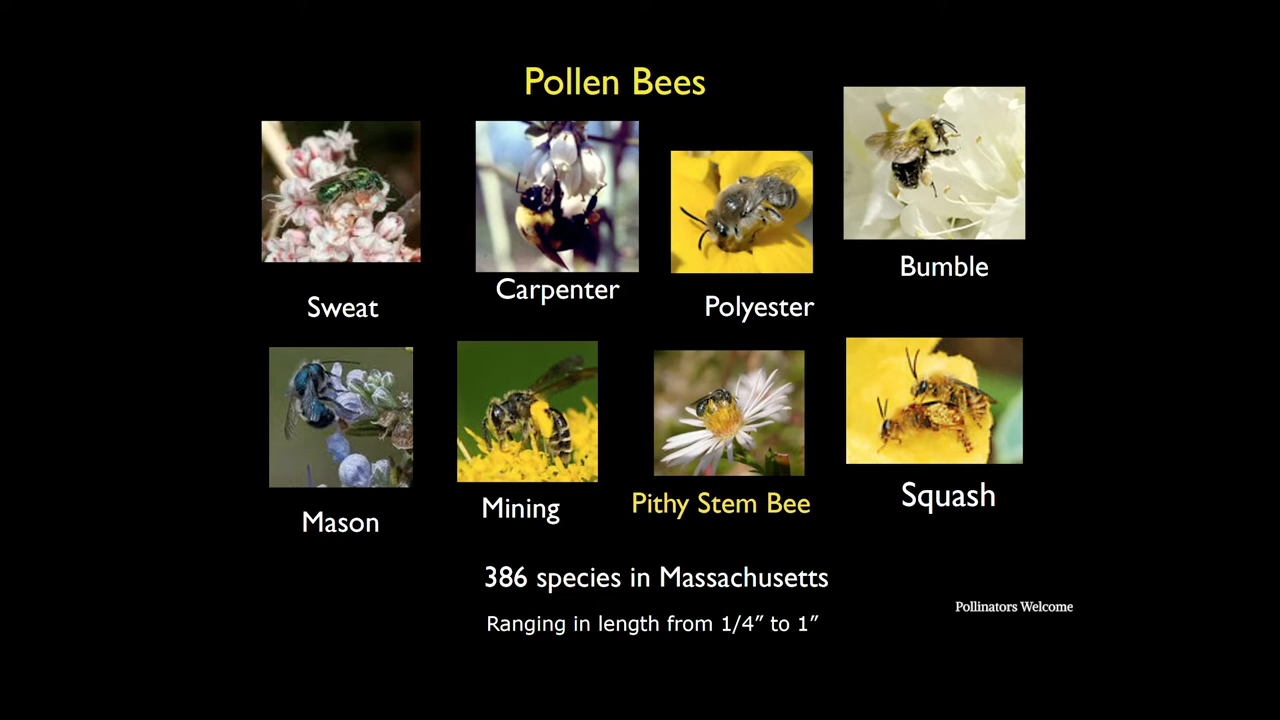 Pollen Bees
Sweat
Carpenter
Polyester
Bumble
Mason
Mining
Pithy Stem Bee
Squash
386 species in Massachusetts
Ranging in length from 1/4″ to 1″
Pollinators Welcome